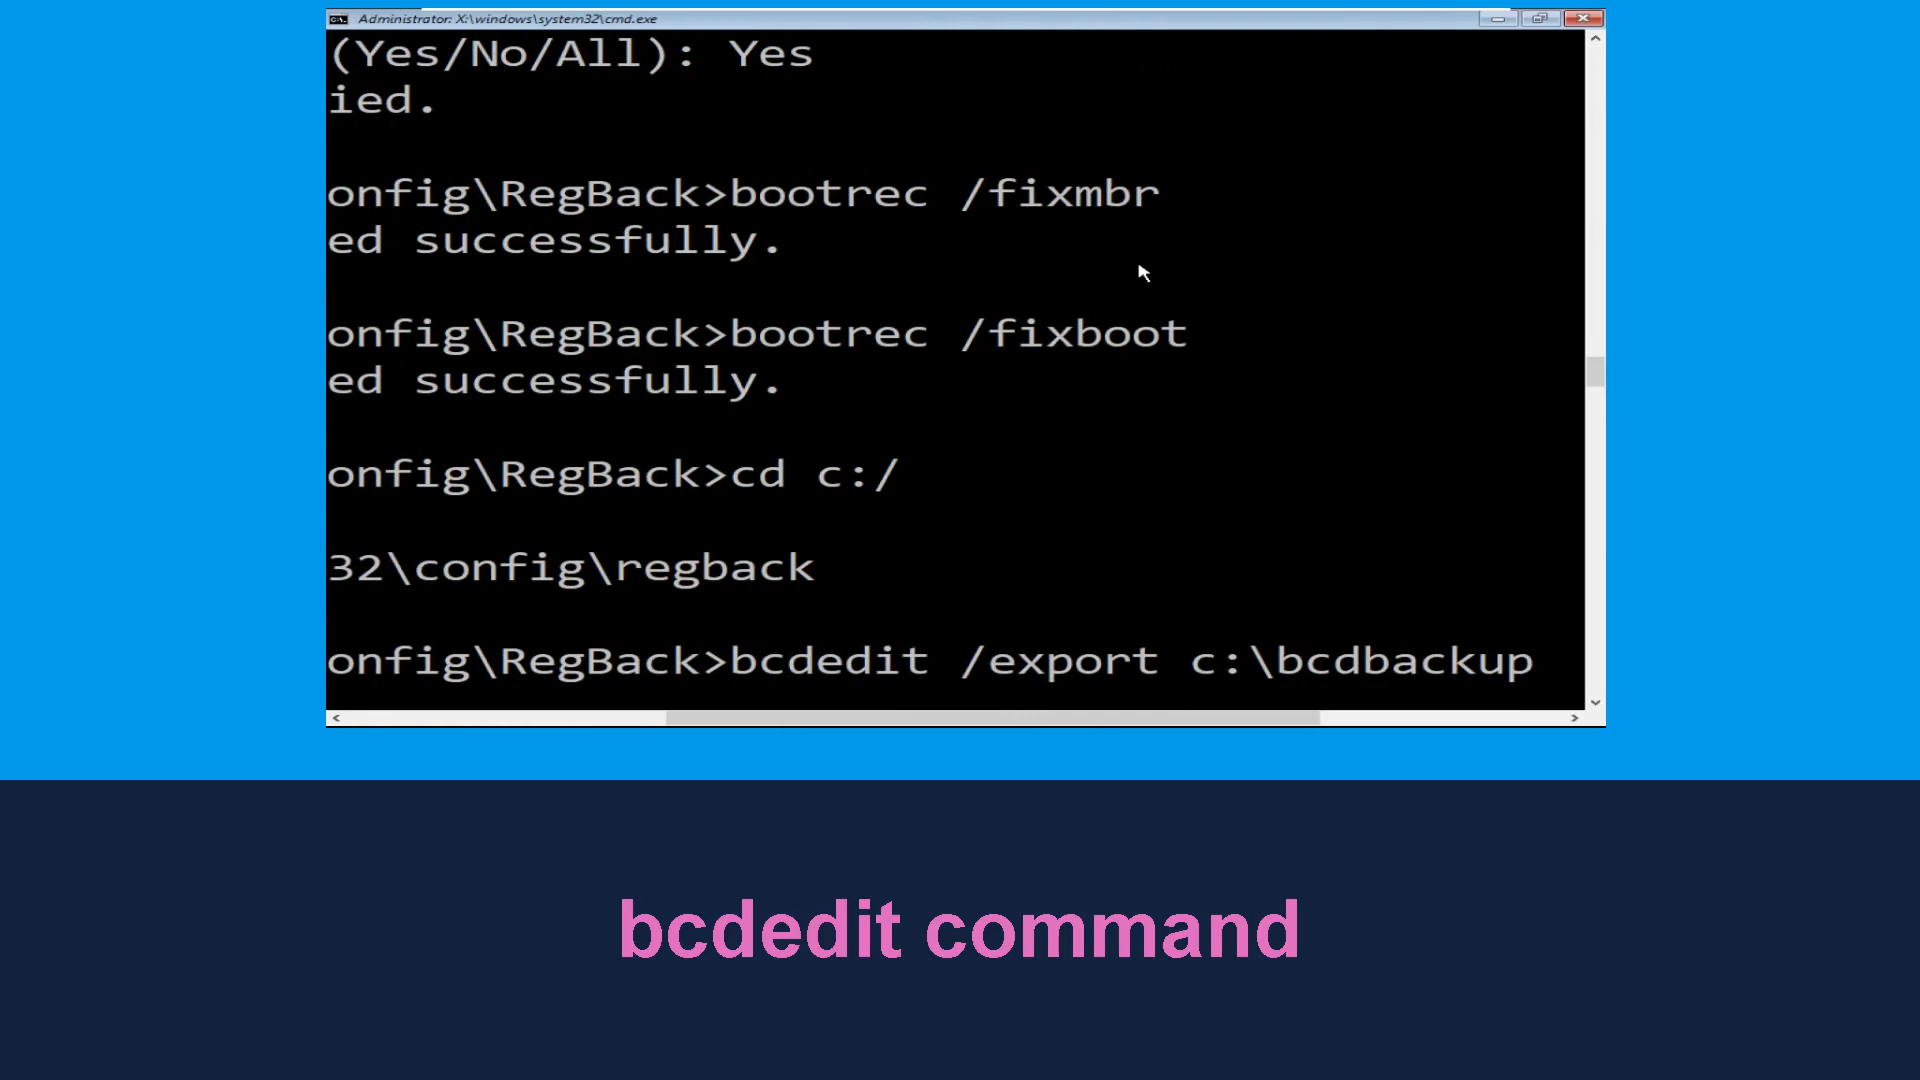 Administrator: X:\windows\system32\cmd.exe
(Yes/No/All): Yes
ied.
onfig\RegBack>bootrec /fixmbr
ed successfully.
onfig\RegBack>bootrec /fixboot
ed successfully.
onfig\RegBack>cd c:/
32\config\regback
onfig\RegBack>bcdedit /export c:\bcdbackup
bcdedit command